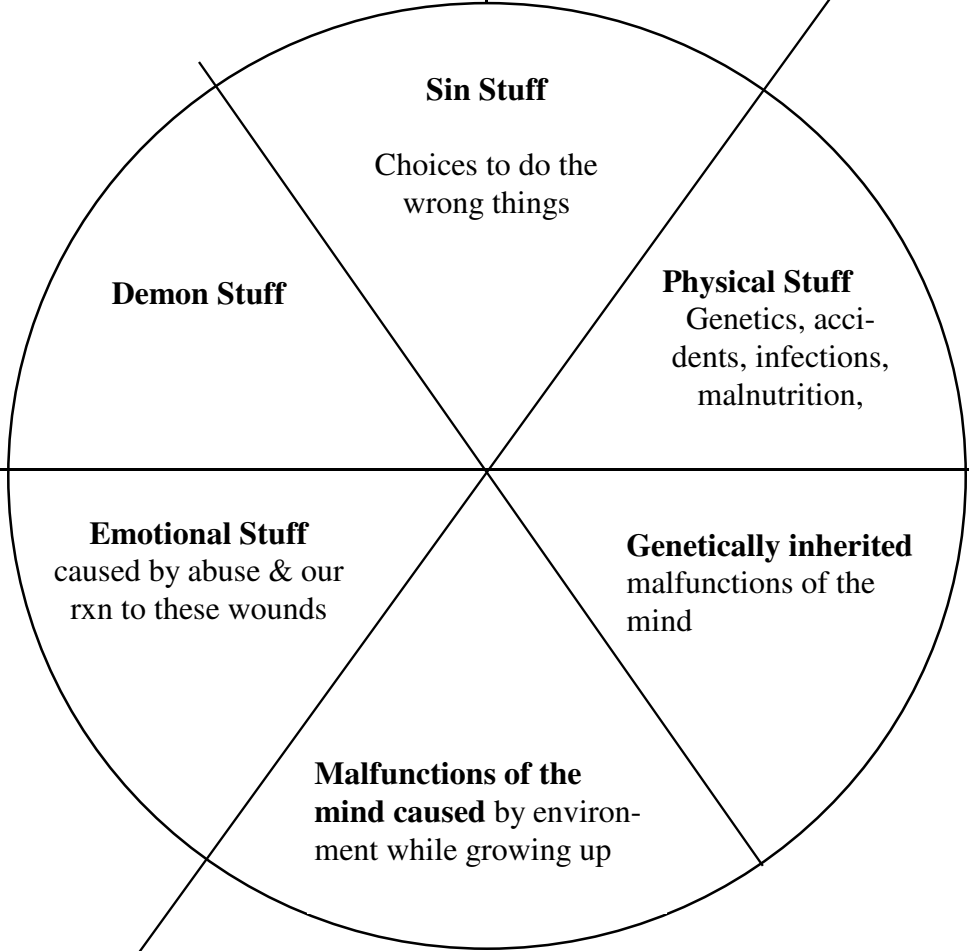 Sin Stuff
Choices to do the
wrong things
Physical Stuff
Genetics, acci-
dents, infections,
malnutrition,
Genetically inherited
malfunctions of the
mind
Malfunctions of the
mind caused by environ-
ment while growing up
Emotional Stuff
caused by abuse & our
rxn to these wounds
Demon Stuff